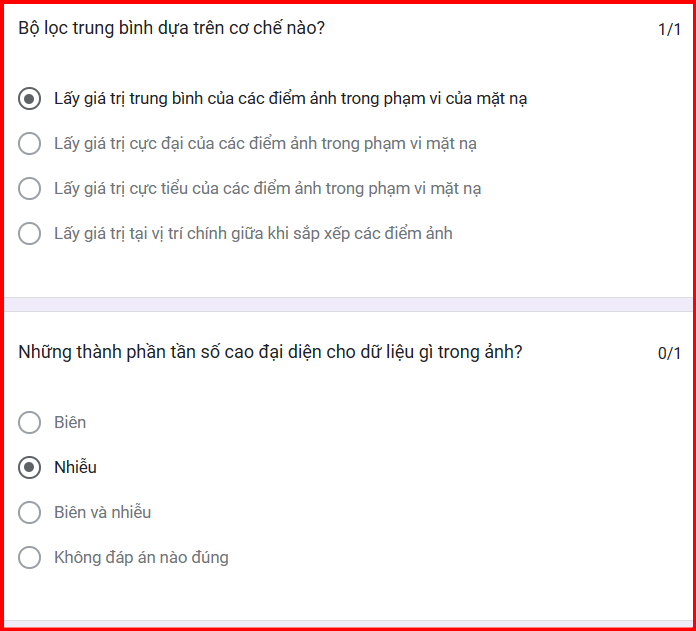 Bộ lọc trung bình dựa trên cơ chế nào?
1/1
Lấy giá trị trung bình của các điểm ảnh trong phạm vi của mặt nạ
Lấy giá trị cực đại của các điểm ảnh trong phạm vi mặt nạ
Lấy giá trị cực tiểu của các điểm ảnh trong phạm vi mặt nạ
Lấy giá trị tại vị trí chính giữa khi sắp xếp các điểm ảnh
Những thành phần tần số cao đại diện cho dữ liệu gì trong ảnh?
0/1
Biên
Nhiễu
Biên và nhiễu
Không đáp án nào đúng